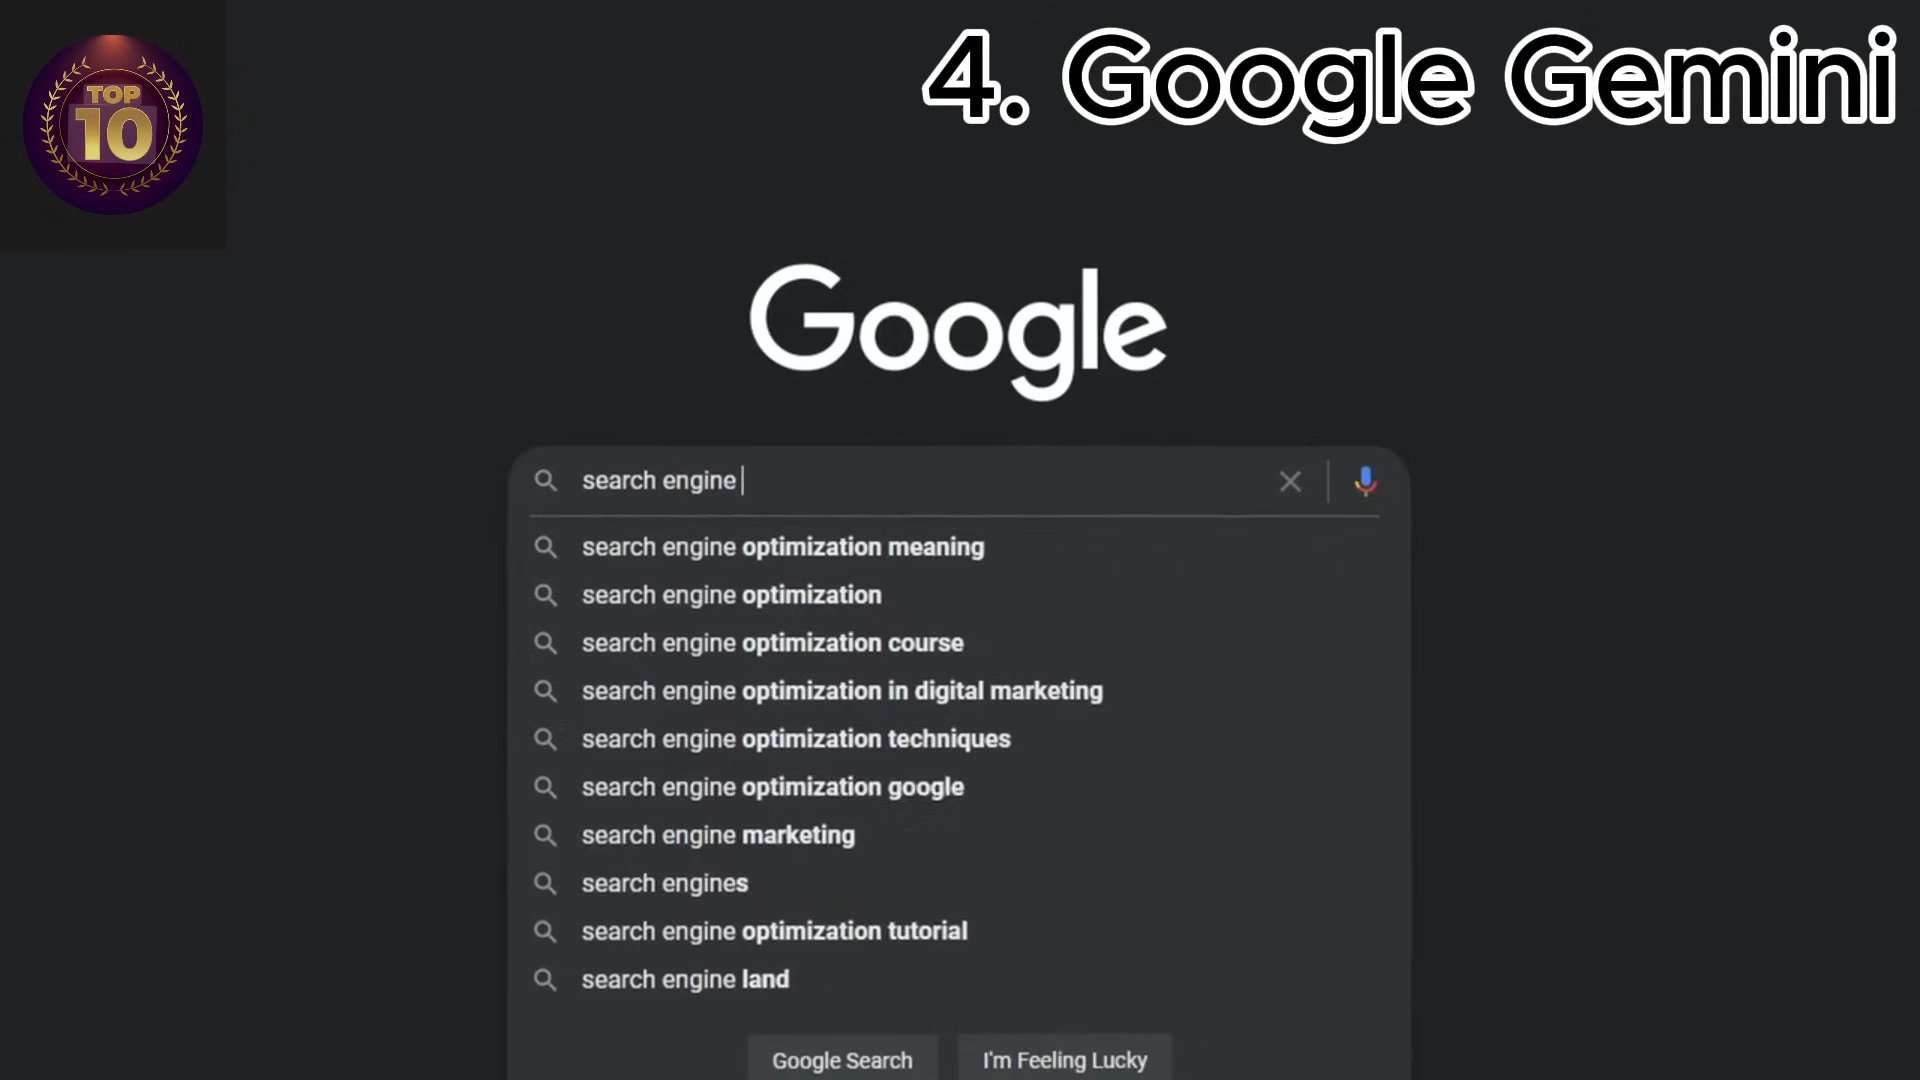 TOP
10
4. Google Gemini
Google
search engine
search engine optimization meaning
search engine optimization
search engine optimization course
search engine optimization in digital marketing
search engine optimization techniques
search engine optimization google
search engine marketing
search engines
search engine optimization tutorial
search engine land
Google Search
I'm Feeling Lucky